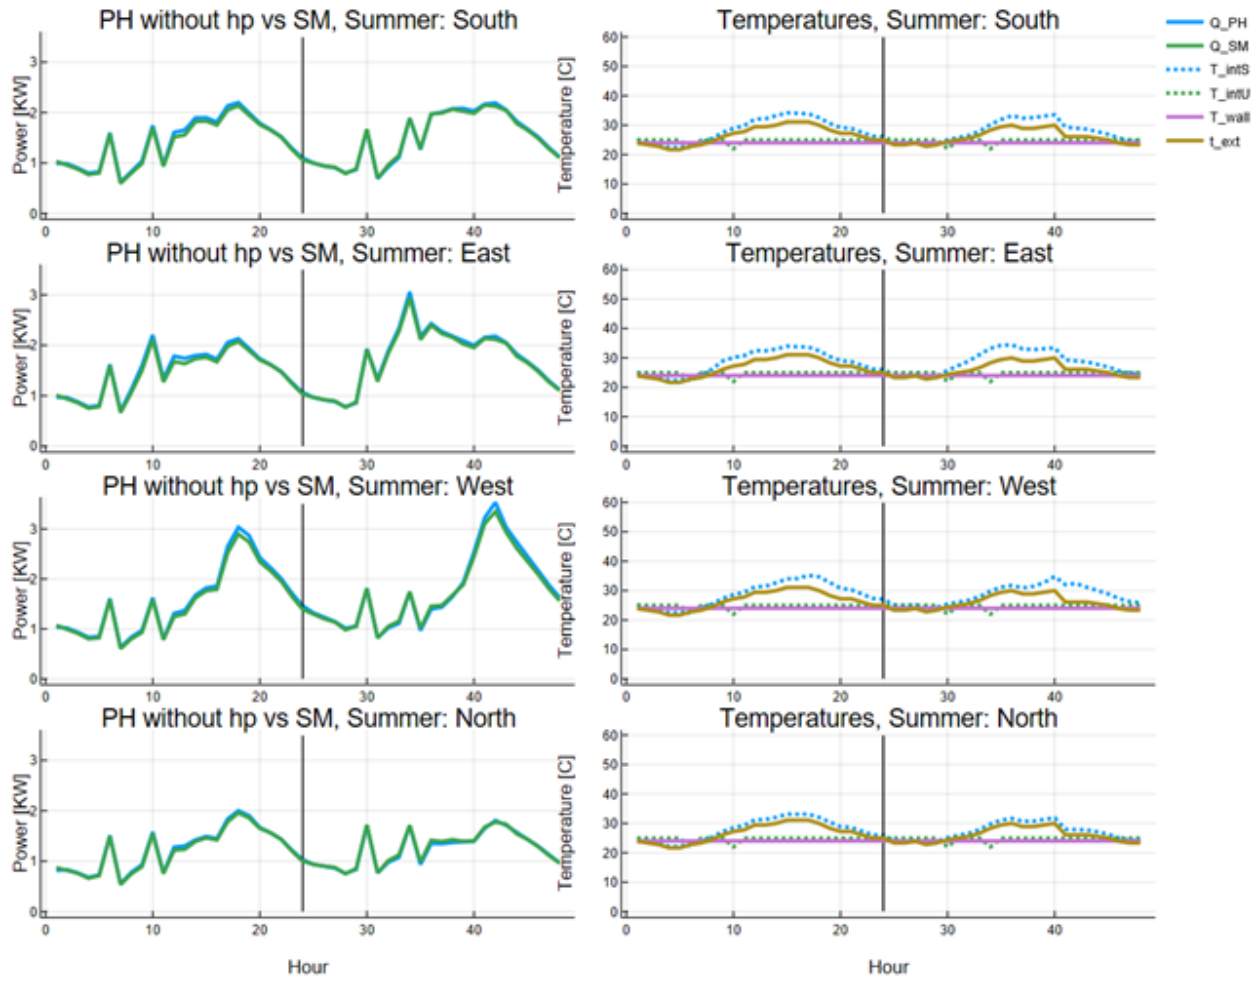 PH without hp vs SM, Summer: South
Power [KW]
3
2
1
0
0 10 20 30 40
Temperatures, Summer: South
Temperature [C]
60
50
40
30
20
10
0
0 10 20 30 40
Q_PH
Q_SM
T_intS
T_intU
T_wall
t_ext
PH without hp vs SM, Summer: East
Power [KW]
3
2
1
0
0 10 20 30 40
Temperatures, Summer: East
Temperature [C]
60
50
40
30
20
10
0
0 10 20 30 40
PH without hp vs SM, Summer: West
Power [KW]
3
2
1
0
0 10 20 30 40
Temperatures, Summer: West
Temperature [C]
60
50
40
30
20
10
0
0 10 20 30 40
PH without hp vs SM, Summer: North
Power [KW]
3
2
1
0
0 10 20 30 40
Hour
Temperatures, Summer: North
Temperature [C]
60
50
40
30
20
10
0
0 10 20 30 40
Hour